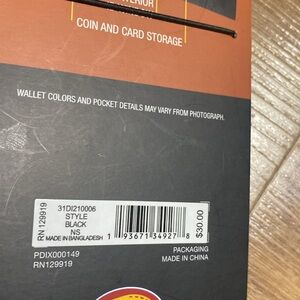 COIN AND CARD STORAGE
WALLET COLORS AND POCKET DETAILS MAY VARY FROM PHOTOGRAPH.
RN 129919
31DI210006
STYLE
BLACK
NS
MADE IN BANGLADESH
1 93671 34927 8
$30.00
PDIX000149
RN129919
PACKAGING
MADE IN CHINA